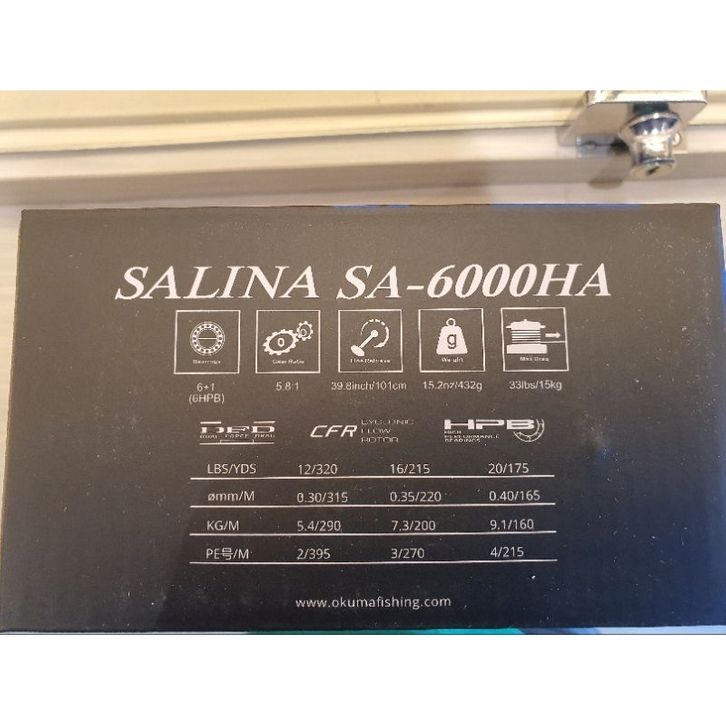 SALINA SA-6000HA
Bearings Gear Ratio Line Retrieve Weight Max Drag
6+1 5.8:1 39.8inch/101cm 15.2oz/432g 33lbs/15kg
(6HPB)
DFD DUAL FORCE DRAG CFR CYCLONIC FLOW ROTOR HPB HIGH PERFORMANCE BEARINGS
LBS/YDS 12/320 16/215 20/175
ømm/M 0.30/315 0.35/220 0.40/165
KG/M 5.4/290 7.3/200 9.1/160
PE号/M 2/395 3/270 4/215
www.okumafishing.com